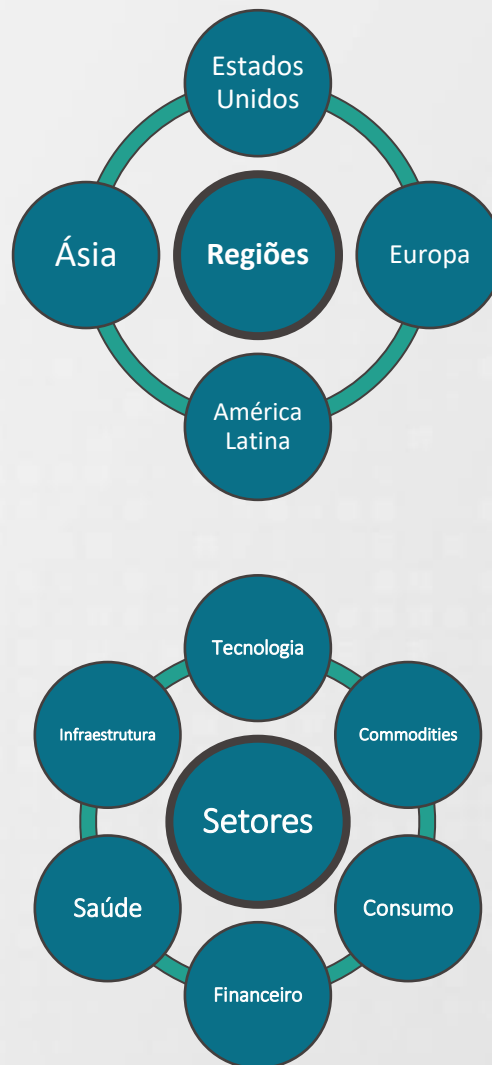 Estados
Unidos
Ásia
Regiões
Europa
América
Latina
Tecnologia
Infraestrutura
Commodities
Setores
Saúde
Consumo
Financeiro